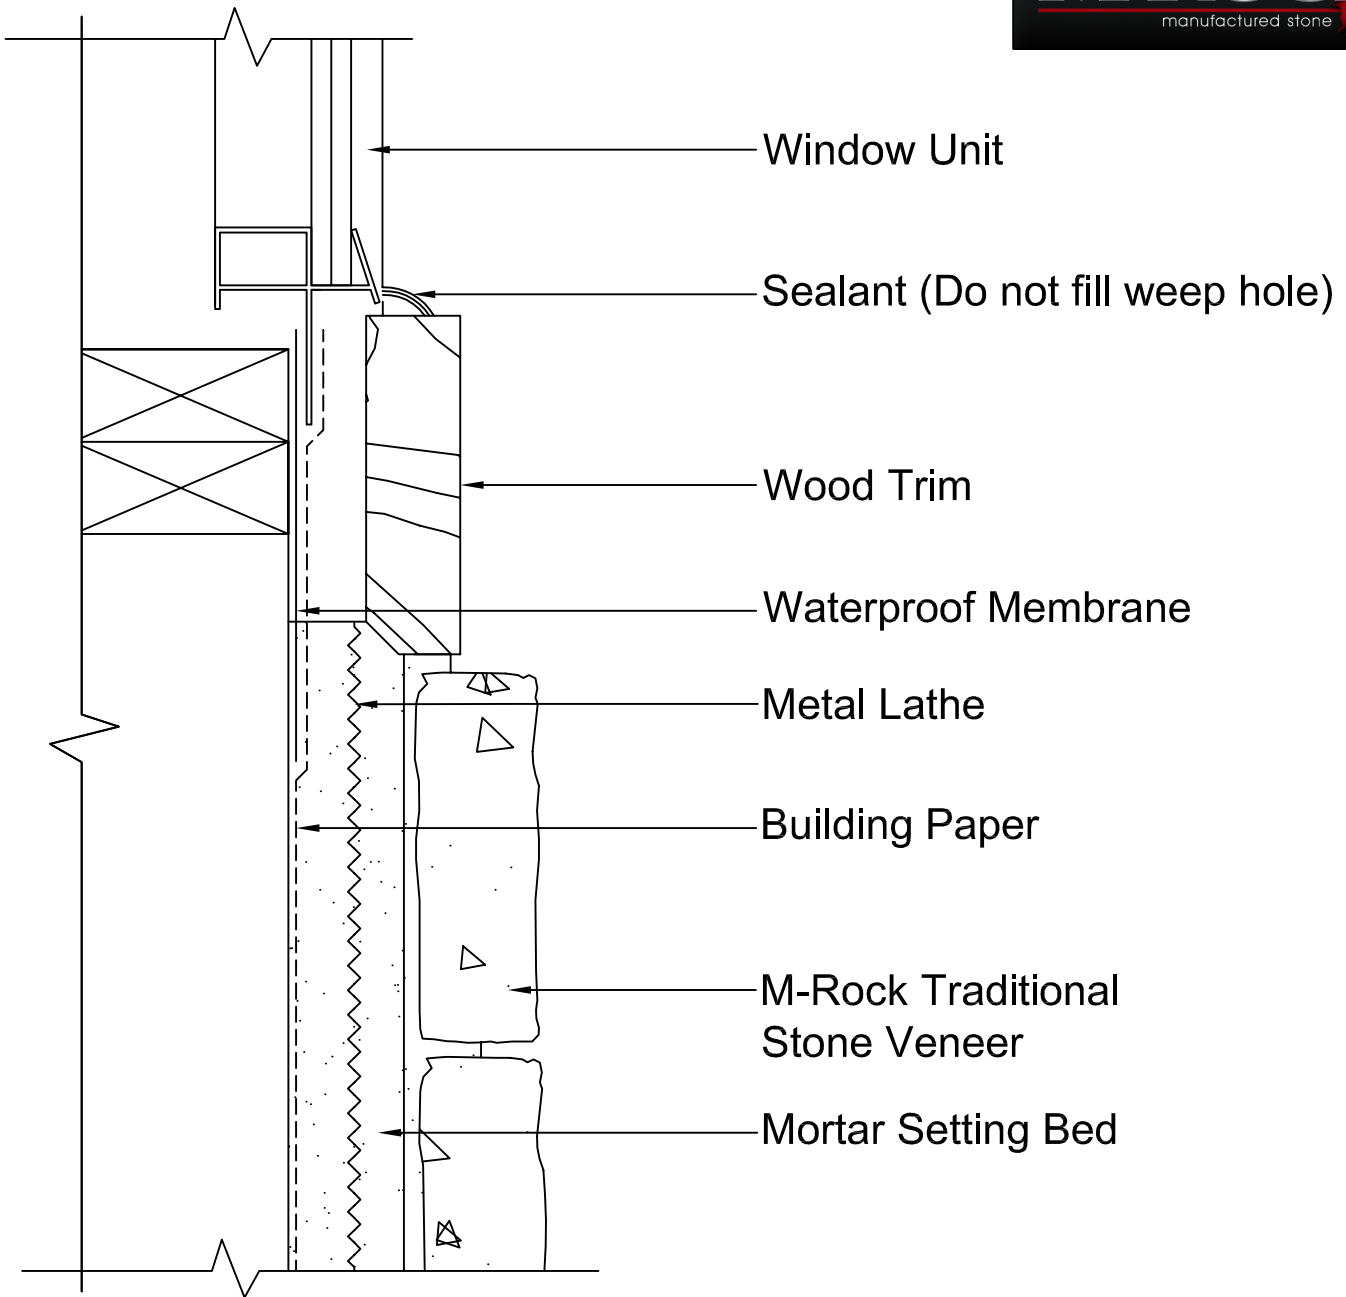 manufactured stone
Window Unit
Sealant (Do not fill weep hole)
Wood Trim
Waterproof Membrane
Metal Lathe
Building Paper
M-Rock Traditional
Stone Veneer
Mortar Setting Bed